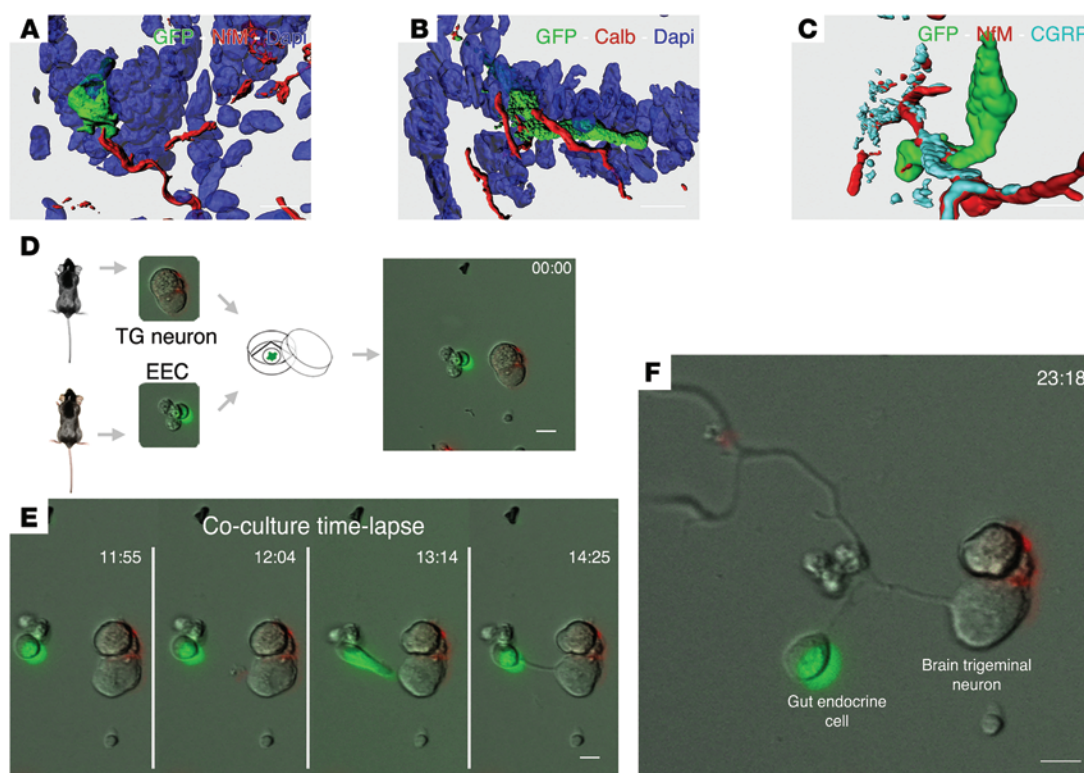 A
GFP - NfM - Dapi
B
GFP - Calb - Dapi
C
GFP - NfM - CGRP
D
TG neuron
EEC
00:00
E
Co-culture time-lapse
11:55
12:04
13:14
14:25
F
23:18
Gut endocrine
cell
Brain trigeminal
neuron